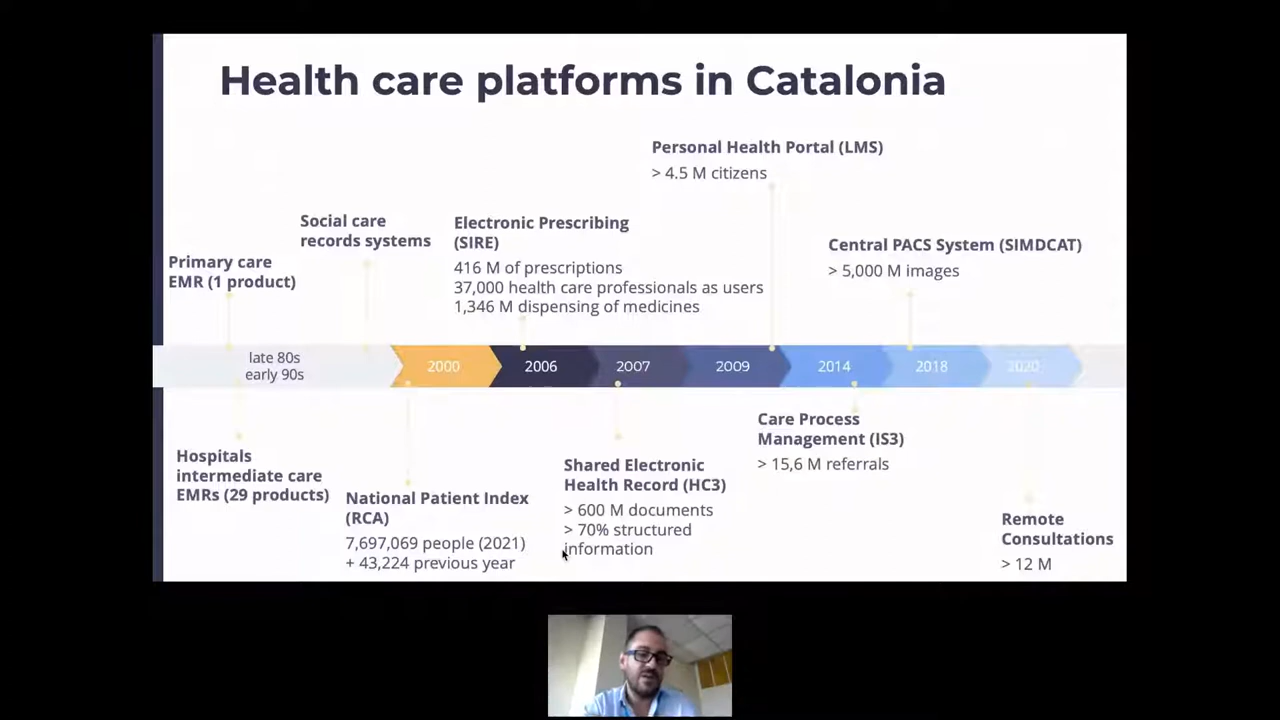 Health care platforms in Catalonia
Personal Health Portal (LMS)
> 4.5 M citizens
Social care
records systems
Electronic Prescribing
(SIRE)
416 M of prescriptions
37,000 health care professionals as users
1,346 M dispensing of medicines
Central PACS System (SIMDCAT)
> 5,000 M images
Primary care
EMR (1 product)
late 80s
early 90s
2000
2006
2007
2009
2014
2018
2020
Hospitals
intermediate care
EMRs (29 products)
National Patient Index
(RCA)
7,697,069 people (2021)
+ 43,224 previous year
Shared Electronic
Health Record (HC3)
> 600 M documents
> 70% structured
information
Care Process
Management (IS3)
> 15,6 M referrals
Remote
Consultations
> 12 M